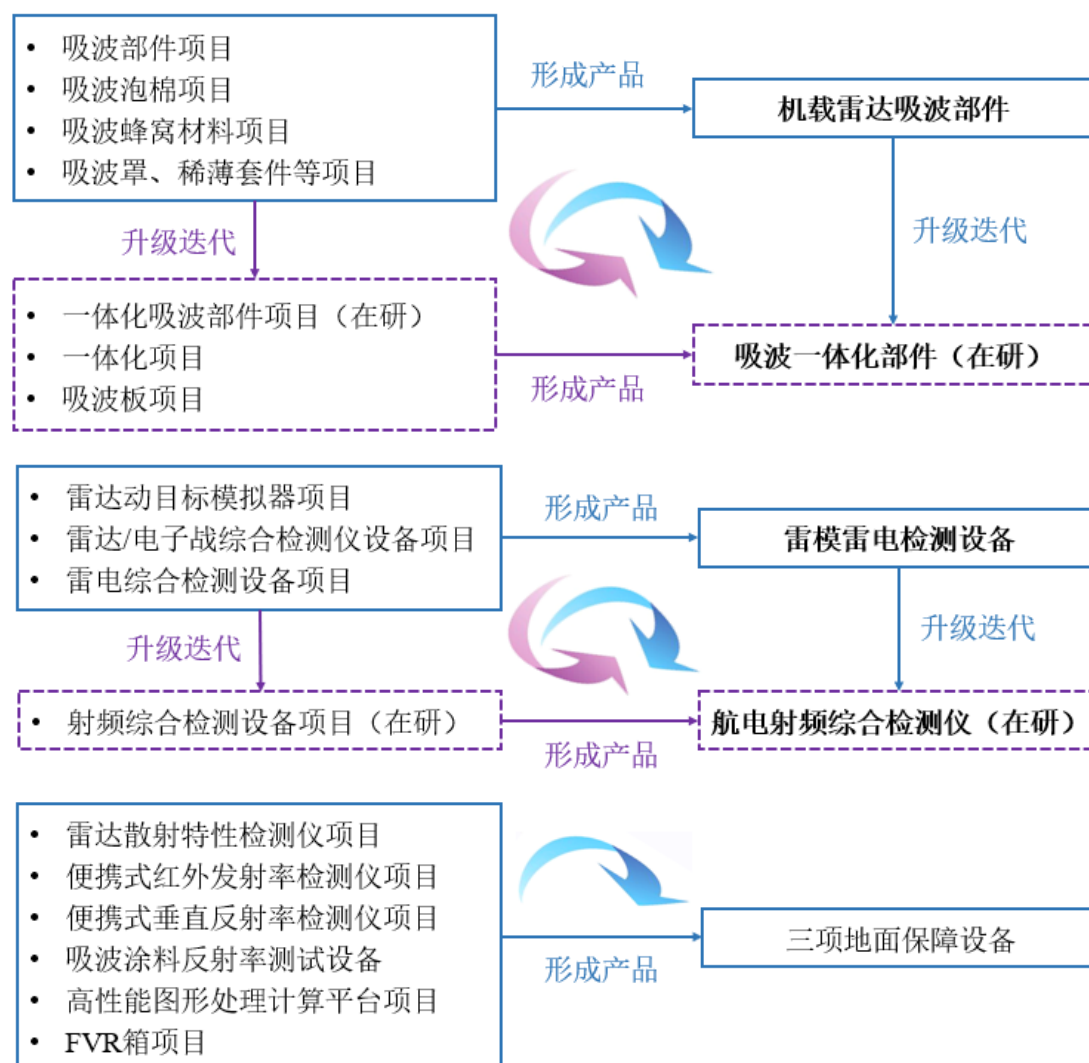 • 吸波部件项目
• 吸波泡棉项目
• 吸波蜂窝材料项目
• 吸波罩、稀薄套件等项目
形成产品
机载雷达吸波部件
升级迭代
升级迭代
• 一体化吸波部件项目（在研）
• 一体化项目
• 吸波板项目
形成产品
吸波一体化部件（在研）
• 雷达动目标模拟器项目
• 雷达/电子战综合检测仪设备项目
• 雷电综合检测设备项目
形成产品
雷模雷电检测设备
升级迭代
升级迭代
• 射频综合检测设备项目（在研）
形成产品
航电射频综合检测仪（在研）
• 雷达散射特性检测仪项目
• 便携式红外发射率检测仪项目
• 便携式垂直反射率检测仪项目
• 吸波涂料反射率测试设备
• 高性能图形处理计算平台项目
• FVR箱项目
形成产品
三项地面保障设备